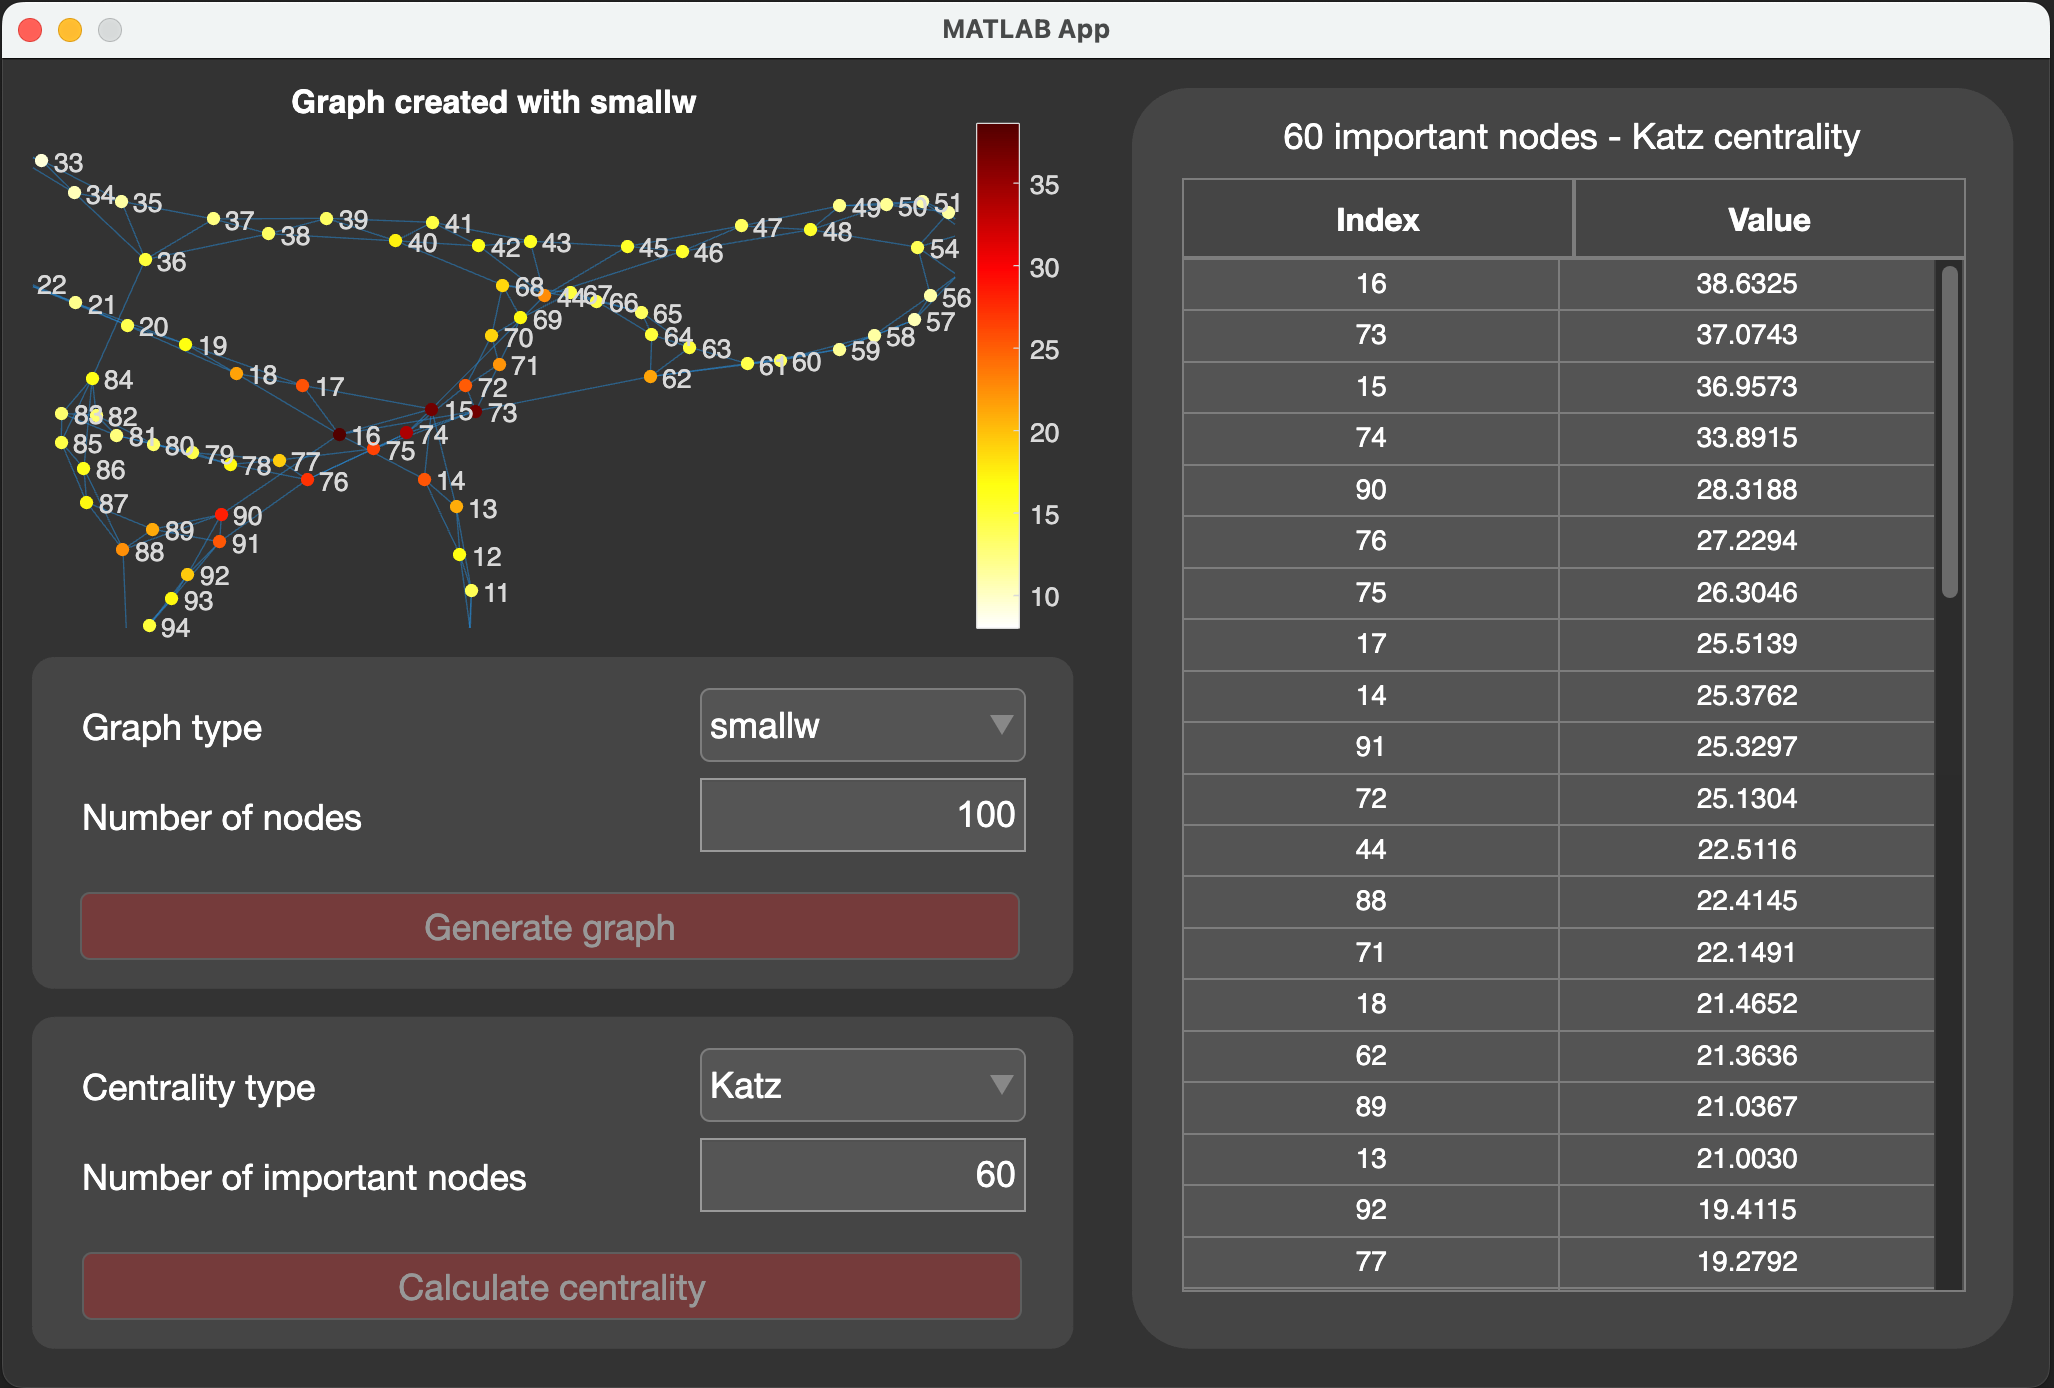 MATLAB App
Graph created with smallw
33
34 35
37 38 39 40 41 42 43 45 46 47 48 49 50 51
36 54
22 21 20 19 18 17
68 44 67 66 65 64 63 62 61 60 59 58 57 56
69 70 71 72 73
84 83 82 81 80 79 78 77 76
85 86 87 88 89 90 91 92 93 94
15 16 74 75 14 13 12 11
35
30
25
20
15
10
Graph type
smallw
Number of nodes
100
Generate graph
Centrality type
Katz
Number of important nodes
60
Calculate centrality
60 important nodes - Katz centrality
Index Value
16 38.6325
73 37.0743
15 36.9573
74 33.8915
90 28.3188
76 27.2294
75 26.3046
17 25.5139
14 25.3762
91 25.3297
72 25.1304
44 22.5116
88 22.4145
71 22.1491
18 21.4652
62 21.3636
89 21.0367
13 21.0030
92 19.4115
77 19.2792